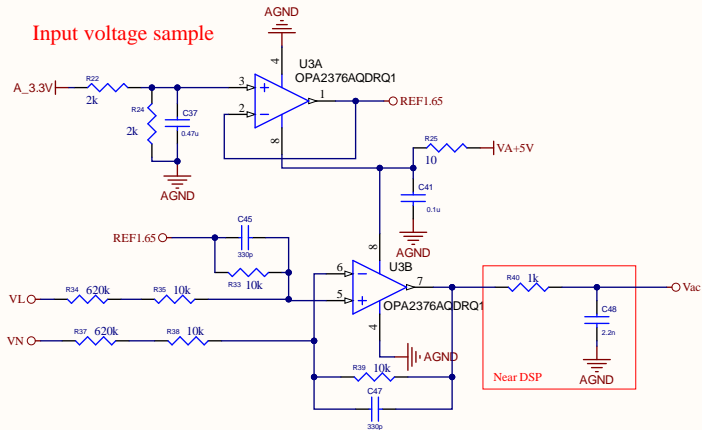 Input voltage sample
AGND
4
U3A
OPA2376AQDRQ1
A_3.3V
R22
2k
3
2
1
REF1.65
R24
2k
C37
0.47u
8
AGND
R25
10
VA+5V
C41
0.1u
AGND
REF1.65
C45
330p
R33
10k
8
U3B
6
5
7
OPA2376AQDRQ1
4
AGND
VL
R34
620k
R35
10k
VN
R37
620k
R38
10k
R39
10k
C47
330p
R40
1k
Vac
C48
2.2n
AGND
Near DSP